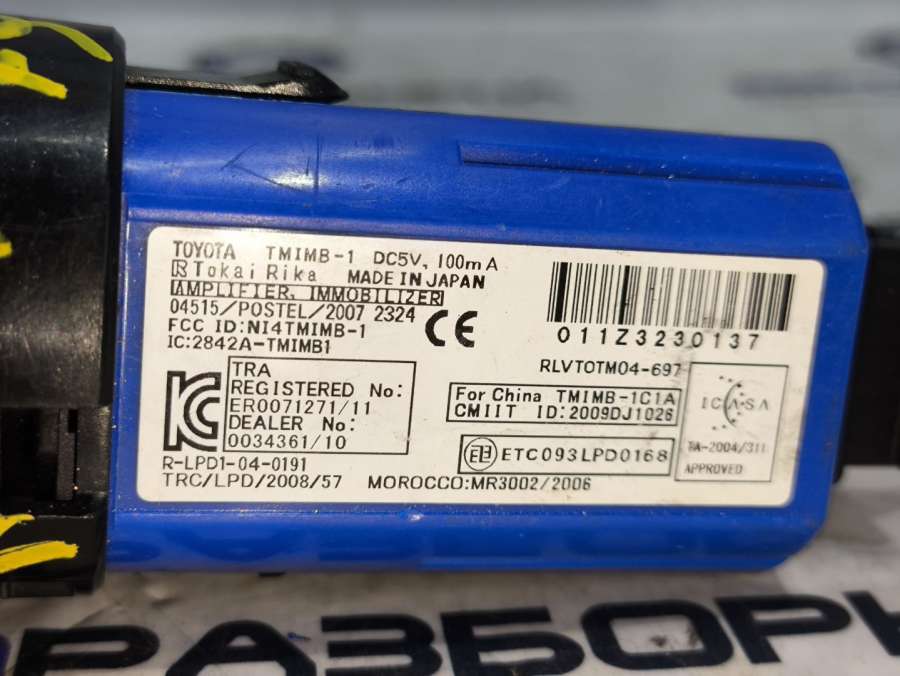 TOYOTA TMIMB-1 DC5V, 100mA
Tokai Rika MADE IN JAPAN
AMPLIFIER, IMMOBILIZER
04515/POSTEL/2007 2324
FCC ID:NI4TMIMB-1
IC:2842A-TMIMB1
CE
011Z3230137
RLVTOTM04-697
KC
TRA
REGISTERED No:
ER0071271/11
DEALER No:
0034361/10
For China TMIMB-1C1A
CMIIT ID:2009DJ1026
ICASA
TA-2004/311
APPROVED
ETC093LPD0168
R-LPD1-04-0191
TRC/LPD/2008/57 MOROCCO:MR3002/2006
РАЗБОРК